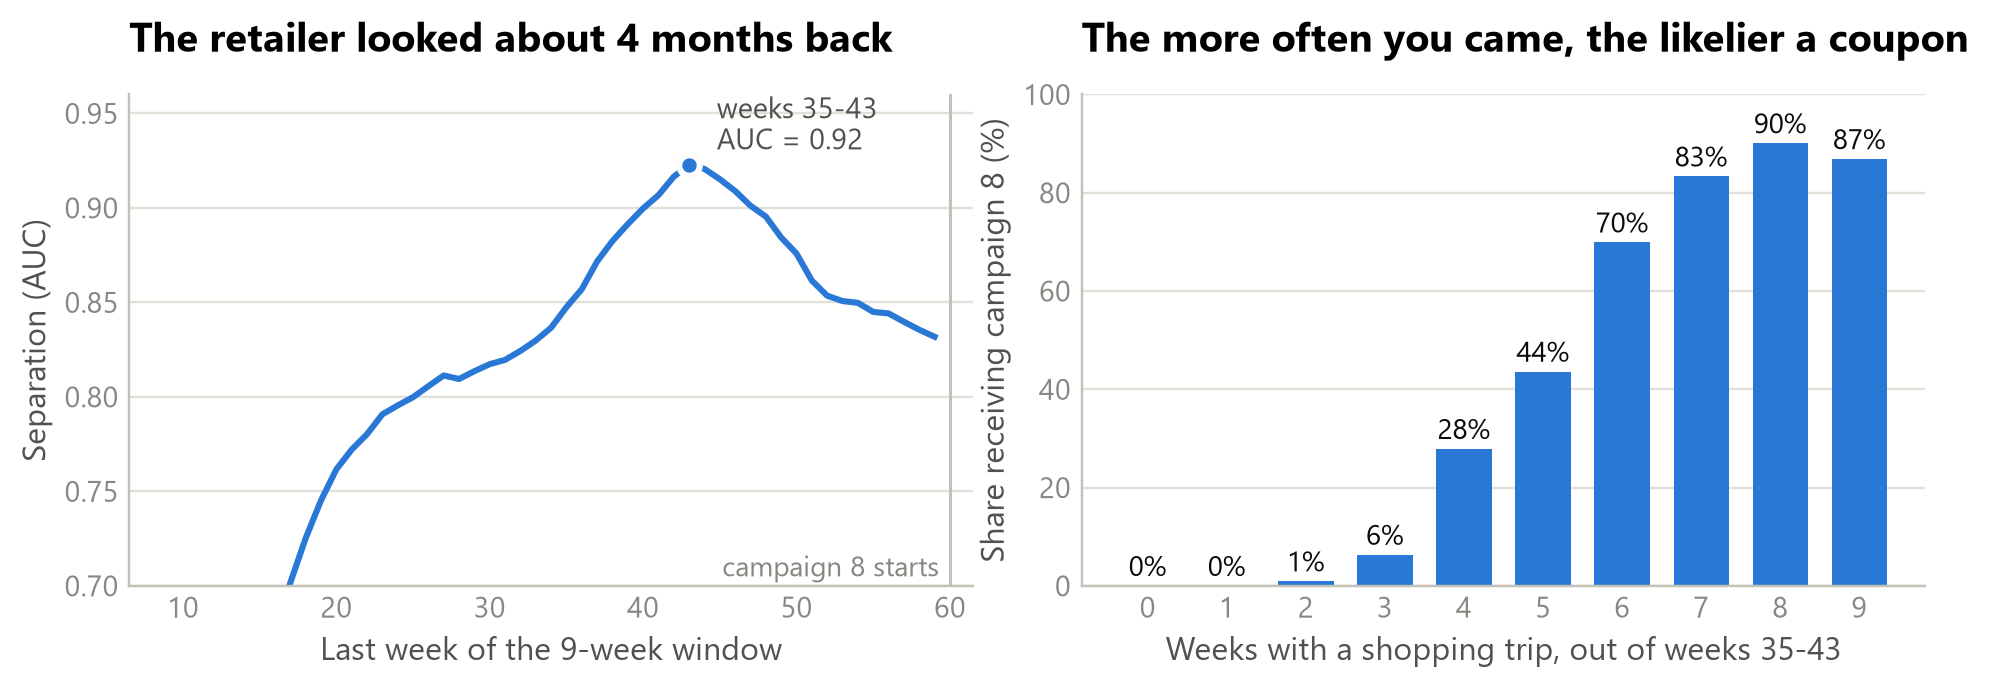 The retailer looked about 4 months back
Separation (AUC)
0.95
0.90
0.85
0.80
0.75
0.70
weeks 35-43
AUC = 0.92
campaign 8 starts
10 20 30 40 50 60
Last week of the 9-week window
The more often you came, the likelier a coupon
Share receiving campaign 8 (%)
100
80
60
40
20
0
0% 0% 1% 6% 28% 44% 70% 83% 90% 87%
0 1 2 3 4 5 6 7 8 9
Weeks with a shopping trip, out of weeks 35-43